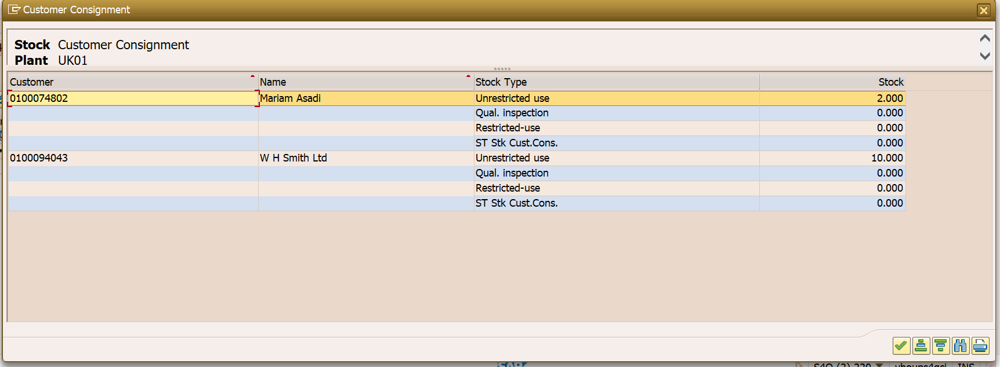 Customer Consignment
Stock Customer Consignment
Plant UK01
Customer Name Stock Type Stock
0100074802 Mariam Asadi Unrestricted use 2.000
Qual. inspection 0.000
Restricted-use 0.000
ST Stk Cust.Cons. 0.000
0100094043 W H Smith Ltd Unrestricted use 10.000
Qual. inspection 0.000
Restricted-use 0.000
ST Stk Cust.Cons. 0.000